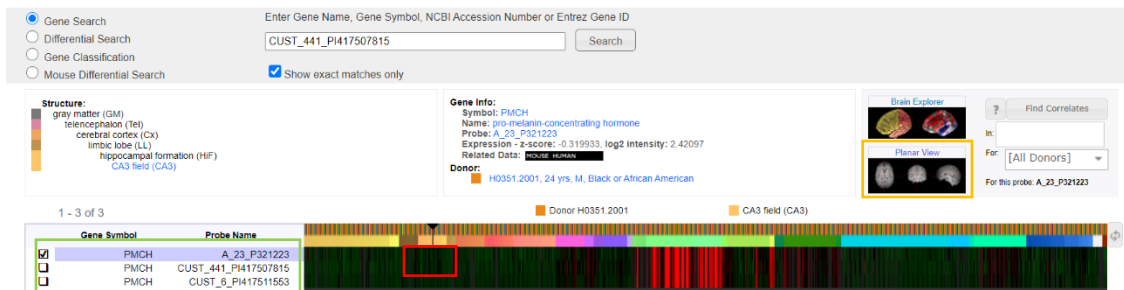 Gene Search
Differential Search
Gene Classification
Mouse Differential Search
Enter Gene Name, Gene Symbol, NCBI Accession Number or Entrez Gene ID
CUST_441_PI417507815
Search
Show exact matches only
Structure:
gray matter (GM)
telencephalon (Tel)
cerebral cortex (Cx)
limbic lobe (LL)
hippocampal formation (HiF)
CA3 field (CA3)
Gene Info:
Symbol: PMCH
Name: pro-melanin-concentrating hormone
Probe: A_23_P321223
Expression - z-score: -0.319933, log2 intensity: 2.42097
Related Data: MOUSE HUMAN
Donor:
H0351.2001, 24 yrs, M, Black or African American
Brain Explorer
Planar View
? Find Correlates
In:
For: [All Donors]
For this probe: A_23_P321223
1 - 3 of 3
Donor H0351.2001
CA3 field (CA3)
Gene Symbol Probe Name
PMCH A_23_P321223
PMCH CUST_441_PI417507815
PMCH CUST_6_PI417511553